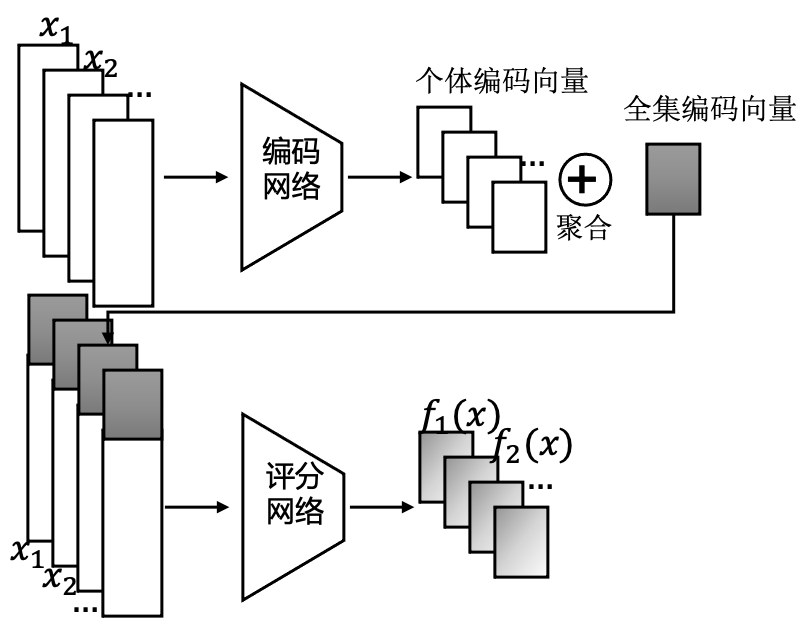 x₁
x₂
...
编码
网络
个体编码向量
...
+
聚合
全集编码向量
x₁
x₂
...
评分
网络
f₁(x)
f₂(x)
...